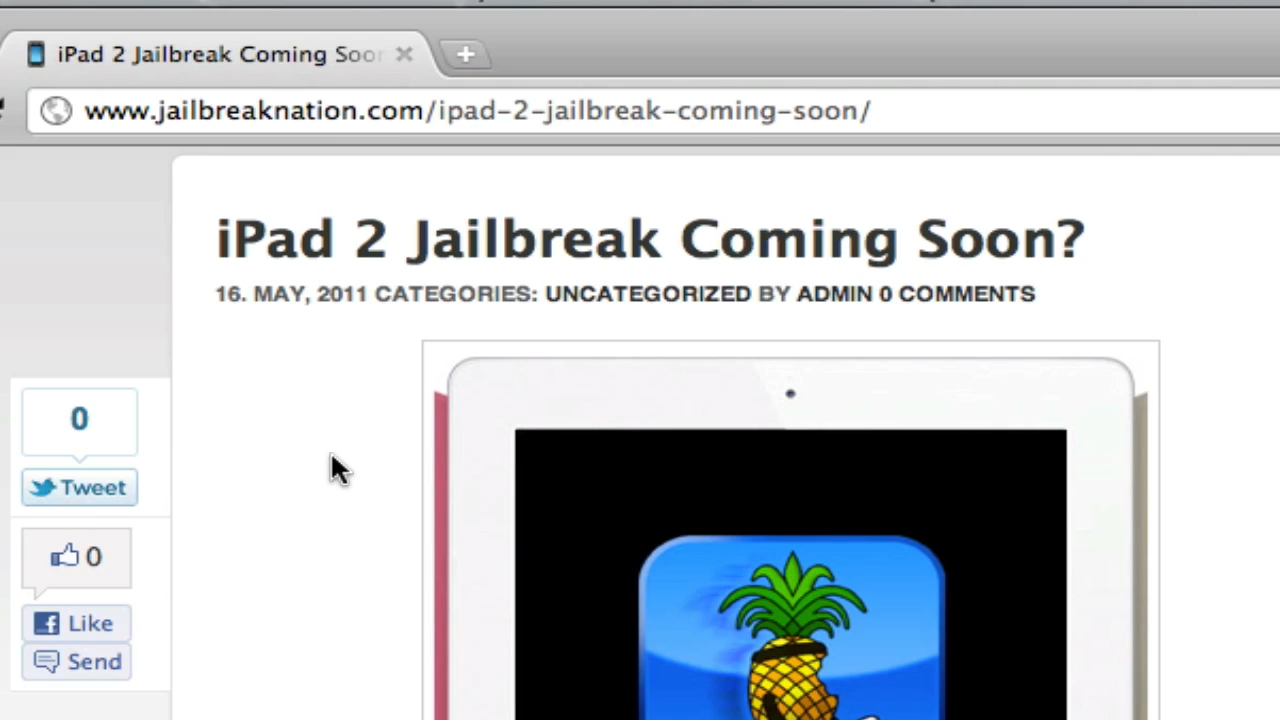 iPad 2 Jailbreak Coming Soon
www.jailbreaknation.com/ipad-2-jailbreak-coming-soon/
iPad 2 Jailbreak Coming Soon?
16. MAY, 2011 CATEGORIES: UNCATEGORIZED BY ADMIN 0 COMMENTS
0
Tweet
0
Like
Send